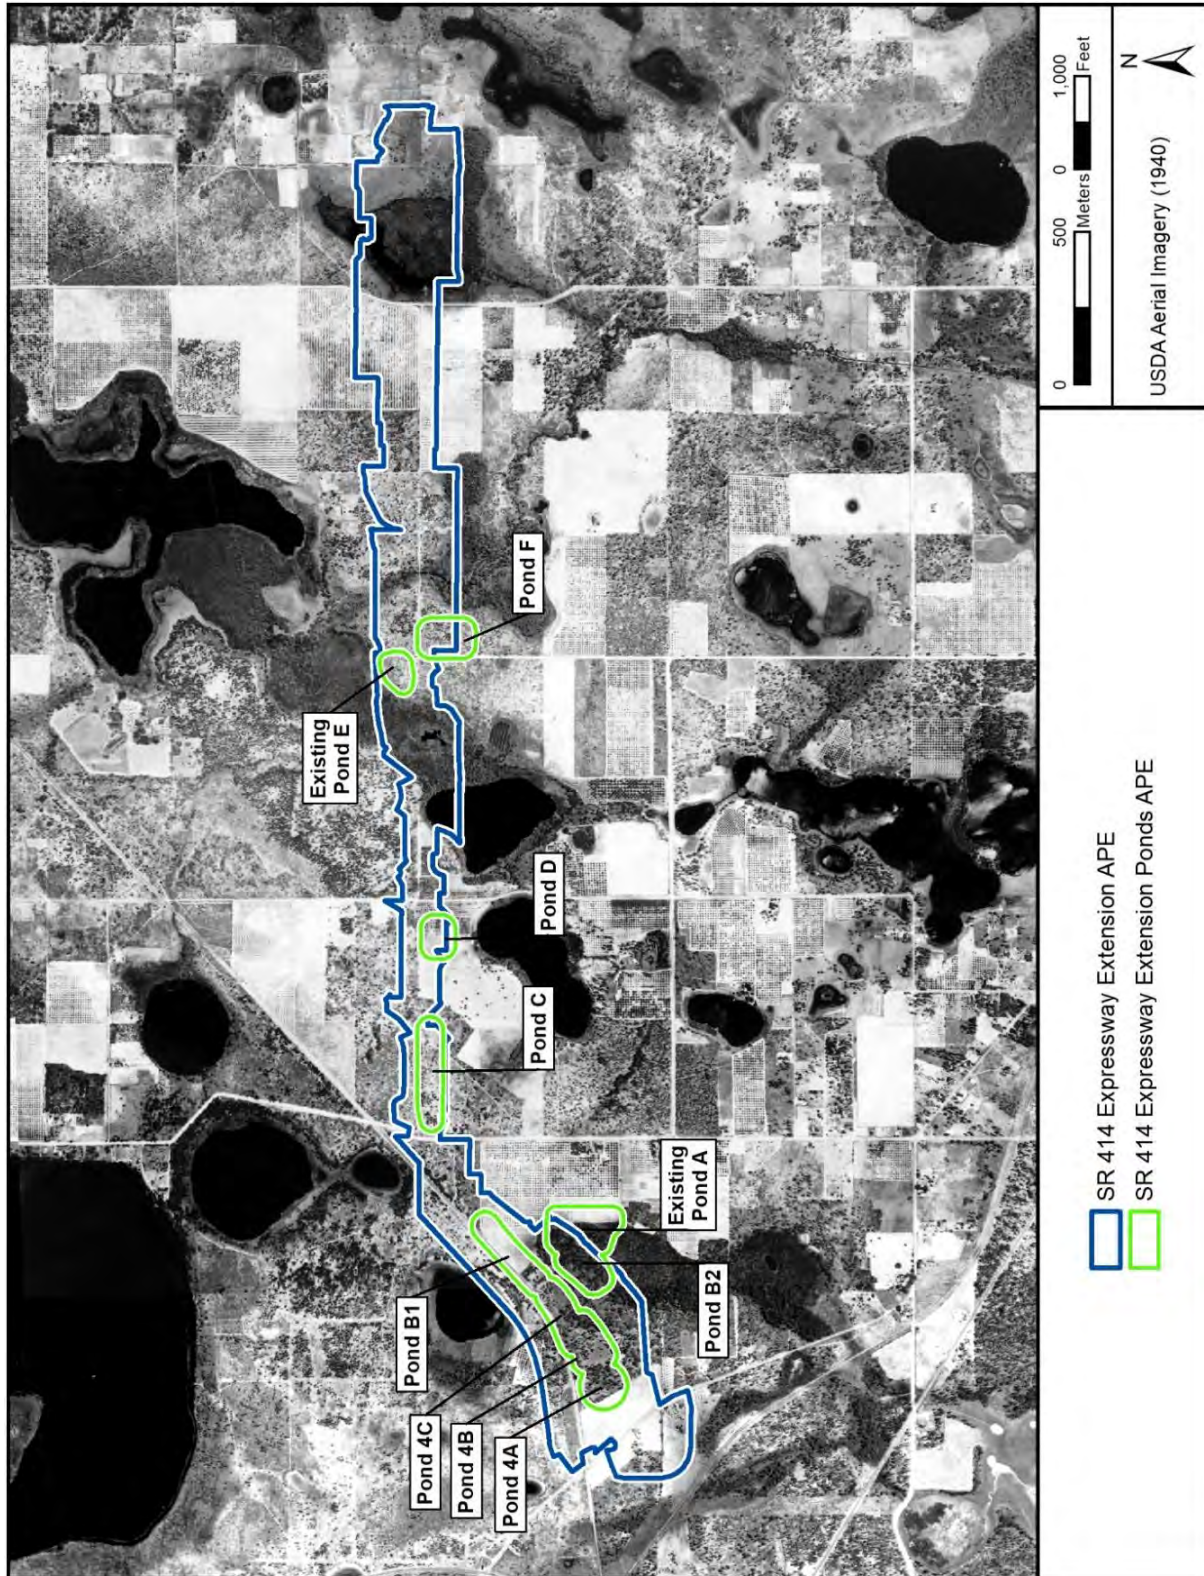 Existing
Pond E
Pond F
Pond D
Pond C
Existing
Pond A
Pond B1
Pond B2
Pond 4C
Pond 4B
Pond 4A
SR 414 Expressway Extension APE
SR 414 Expressway Extension Ponds APE
0 500 Meters
0 1,000 Feet
USDA Aerial Imagery (1940)
N